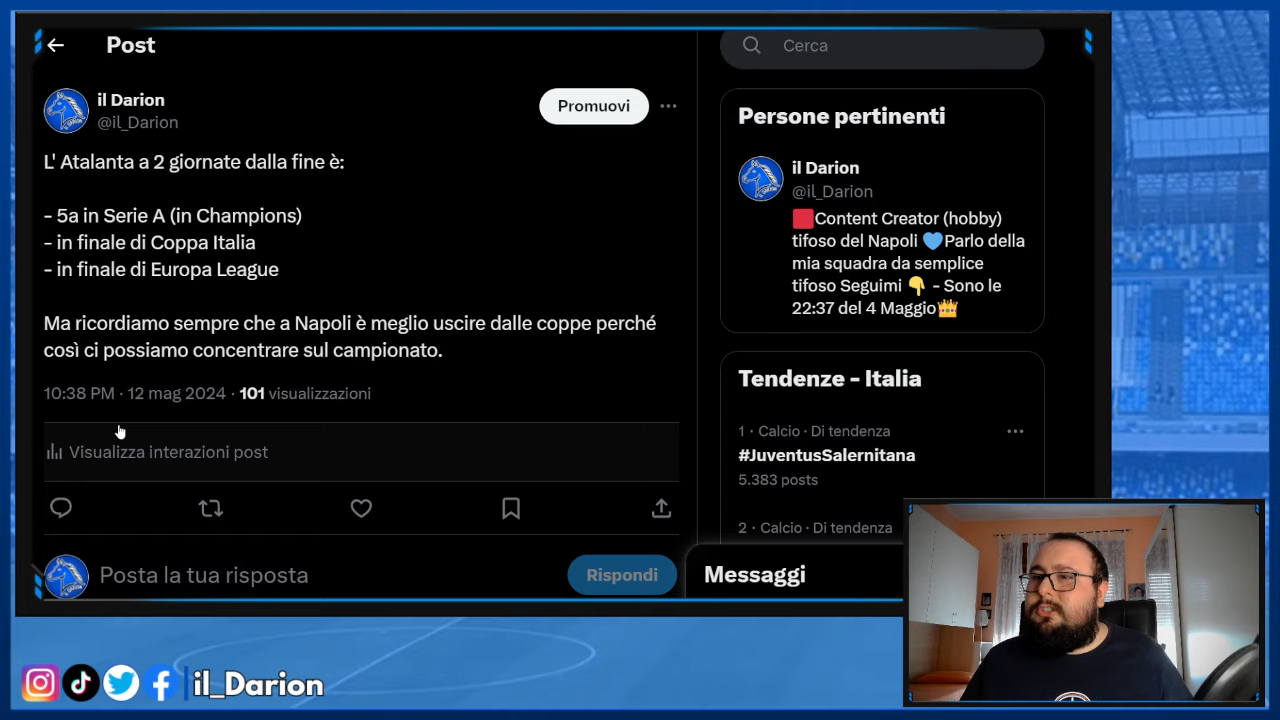 Post
il Darion
@il_Darion
Promuovi
L' Atalanta a 2 giornate dalla fine è:
- 5a in Serie A (in Champions)
- in finale di Coppa Italia
- in finale di Europa League
Ma ricordiamo sempre che a Napoli è meglio uscire dalle coppe perché
così ci possiamo concentrare sul campionato.
10:38 PM · 12 mag 2024 · 101 visualizzazioni
Visualizza interazioni post
Posta la tua risposta
Rispondi
Cerca
Persone pertinenti
il Darion
@il_Darion
🟥Content Creator (hobby)
tifoso del Napoli 💙Parlo della
mia squadra da semplice
tifoso Seguimi 👇 - Sono le
22:37 del 4 Maggio👑
Tendenze - Italia
1 · Calcio · Di tendenza
#JuventusSalernitana
5.383 posts
2 · Calcio · Di tendenza
Messaggi
il_Darion